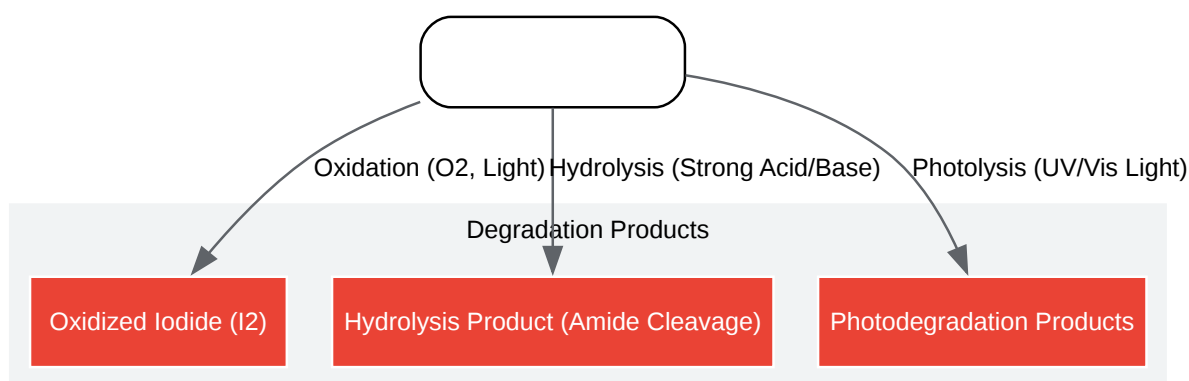 Oxidation (O2, Light)
Hydrolysis (Strong Acid/Base)
Photolysis (UV/Vis Light)
Degradation Products
Oxidized Iodide (I2)
Hydrolysis Product (Amide Cleavage)
Photodegradation Products